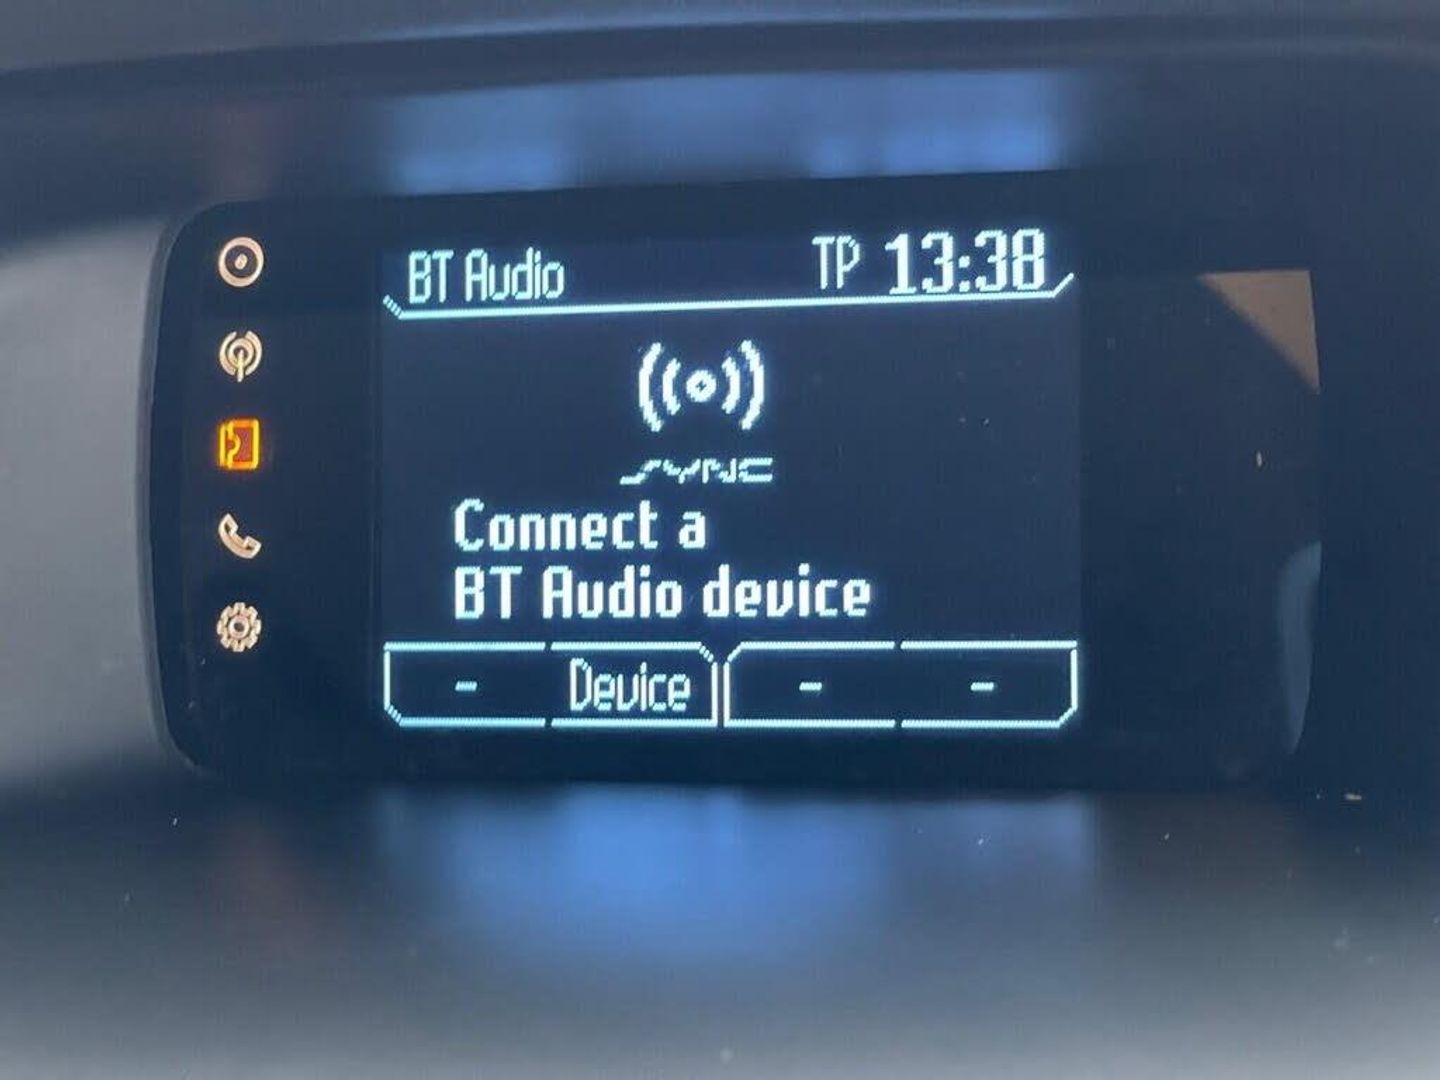 BT Audio TP 13:38
SYNC
Connect a
BT Audio device
- Device - -